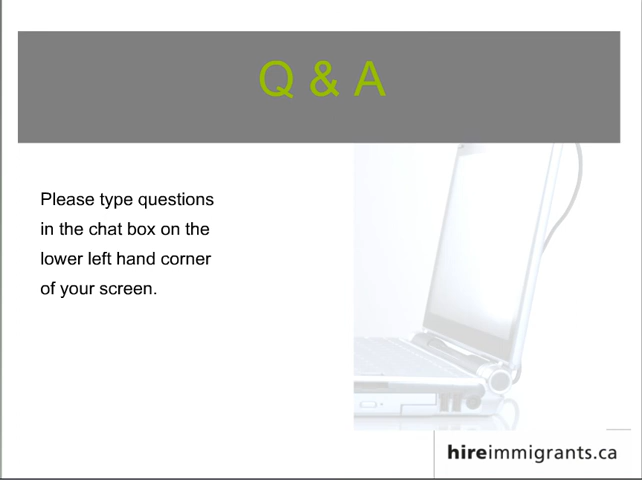 Q & A
Please type questions
in the chat box on the
lower left hand corner
of your screen.
hireimmigrants.ca